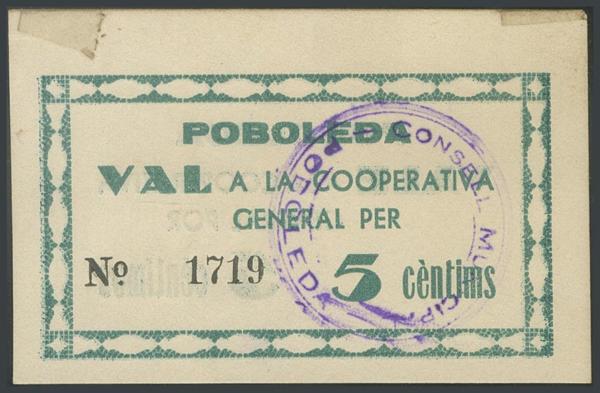 POBOLEDA
VAL A LA COOPERATIVA
GENERAL PER
Nº 1719 5 cèntims
CONSELL MUNICIPAL
POBOLEDA